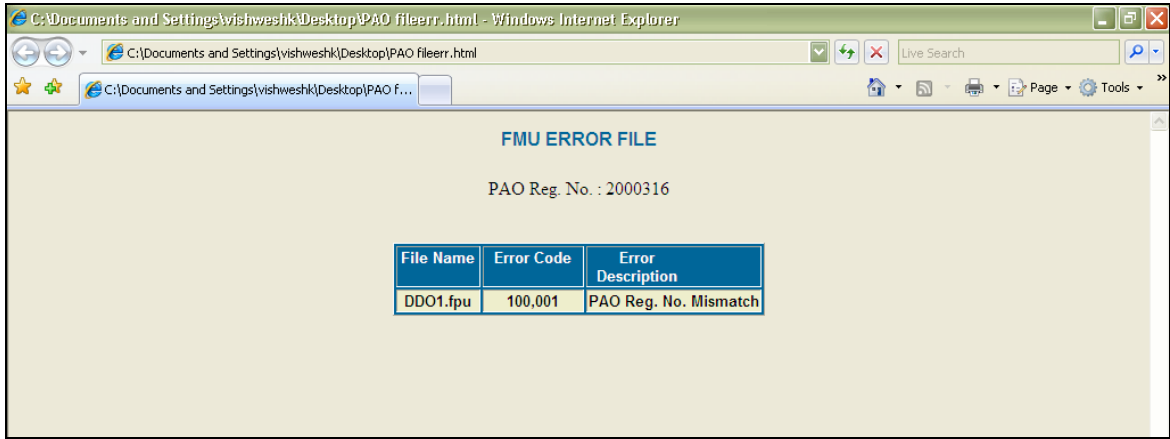 C:\Documents and Settings\vishweshk\Desktop\PAO fileerr.html - Windows Internet Explorer
C:\Documents and Settings\vishweshk\Desktop\PAO fileerr.html
Live Search
C:\Documents and Settings\vishweshk\Desktop\PAO f...
Page
Tools
»
FMU ERROR FILE
PAO Reg. No. : 2000316
File Name Error Code Error
Description
DDO1.fpu 100,001 PAO Reg. No. Mismatch